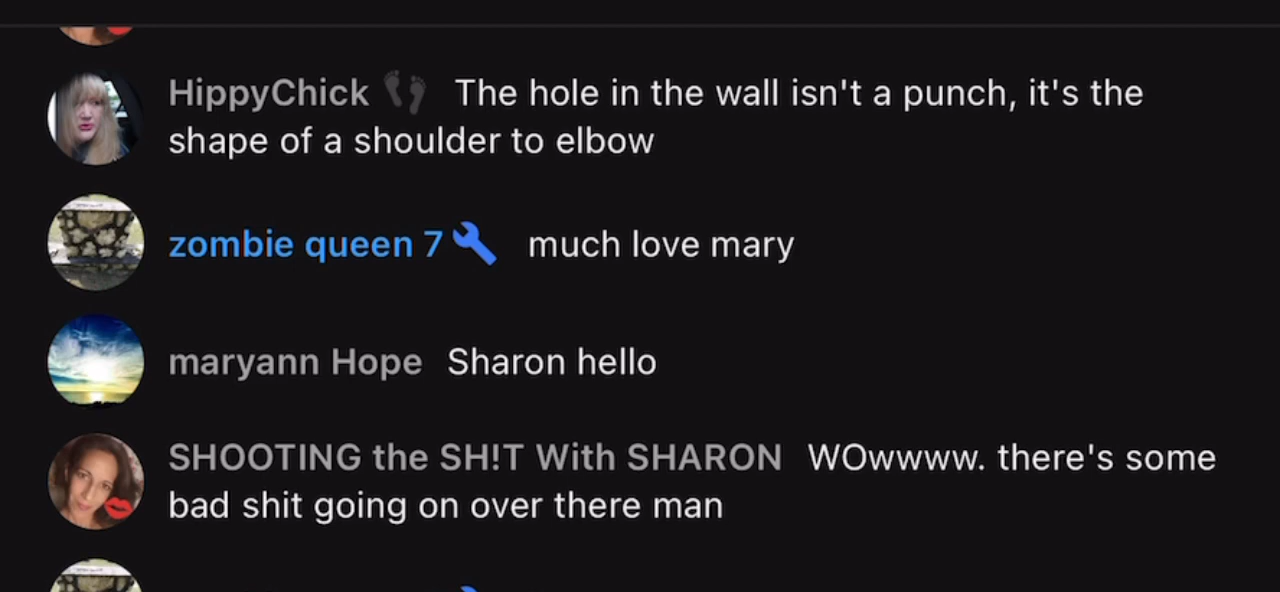 HippyChick 👣 The hole in the wall isn't a punch, it's the
shape of a shoulder to elbow
zombie queen 7 much love mary
maryann Hope Sharon hello
SHOOTING the SH!T With SHARON WOwwww. there's some
bad shit going on over there man